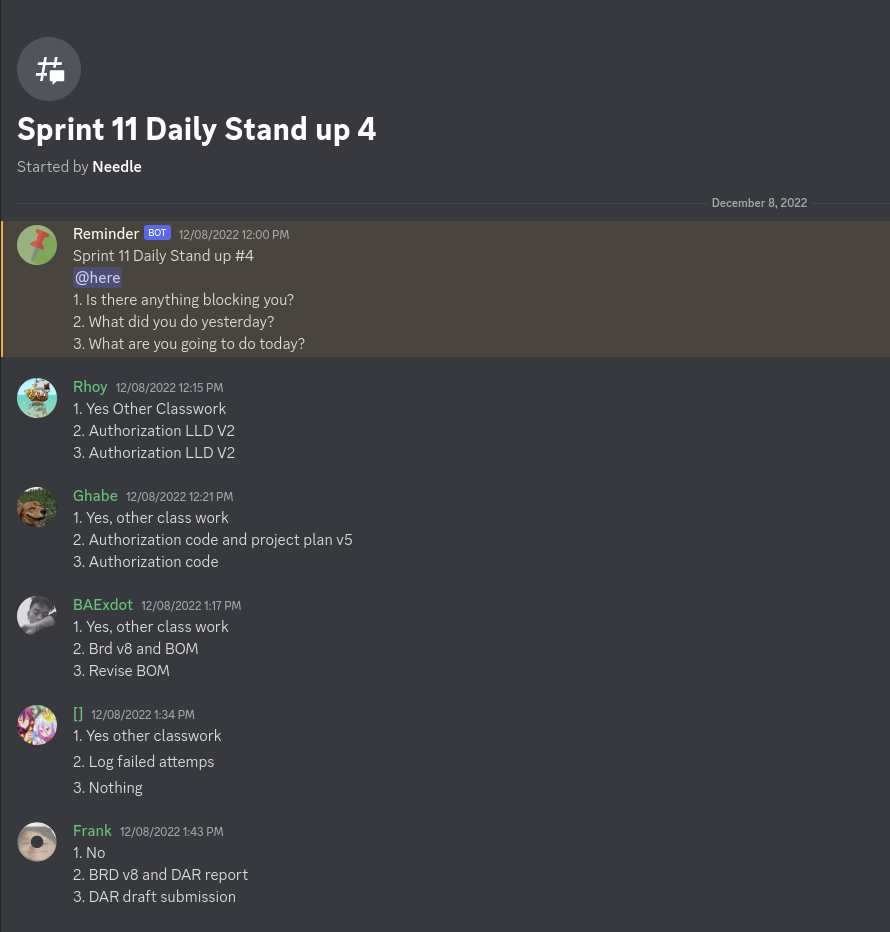 Sprint 11 Daily Stand up 4
Started by Needle
December 8, 2022
Reminder BOT 12/08/2022 12:00 PM
Sprint 11 Daily Stand up #4
@here
1. Is there anything blocking you?
2. What did you do yesterday?
3. What are you going to do today?
Rhoy 12/08/2022 12:15 PM
1. Yes Other Classwork
2. Authorization LLD V2
3. Authorization LLD V2
Ghabe 12/08/2022 12:21 PM
1. Yes, other class work
2. Authorization code and project plan v5
3. Authorization code
BAExdot 12/08/2022 1:17 PM
1. Yes, other class work
2. Brd v8 and BOM
3. Revise BOM
[] 12/08/2022 1:34 PM
1. Yes other classwork
2. Log failed attemps
3. Nothing
Frank 12/08/2022 1:43 PM
1. No
2. BRD v8 and DAR report
3. DAR draft submission